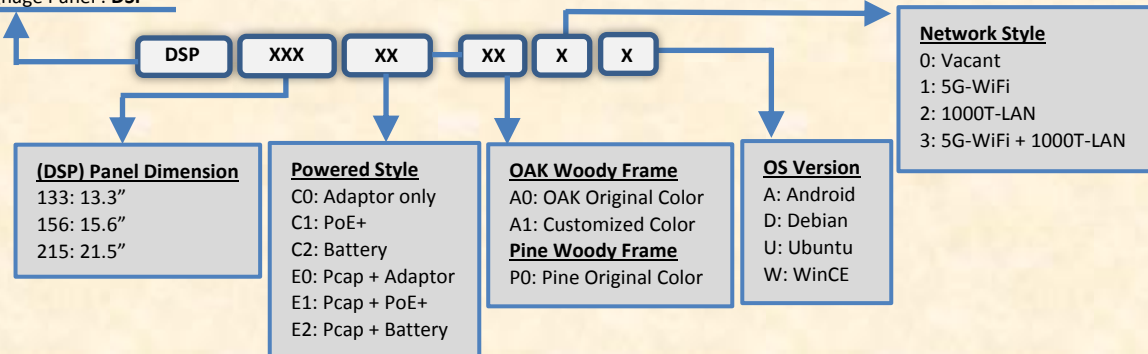 : DSP
DSP XXX XX XX X X
Network Style
0: Vacant
1: 5G-WiFi
2: 1000T-LAN
3: 5G-WiFi + 1000T-LAN
(DSP) Panel Dimension
133: 13.3”
156: 15.6”
215: 21.5”
Powered Style
C0: Adaptor only
C1: PoE+
C2: Battery
E0: Pcap + Adaptor
E1: Pcap + PoE+
E2: Pcap + Battery
OAK Woody Frame
A0: OAK Original Color
A1: Customized Color
Pine Woody Frame
P0: Pine Original Color
OS Version
A: Android
D: Debian
U: Ubuntu
W: WinCE